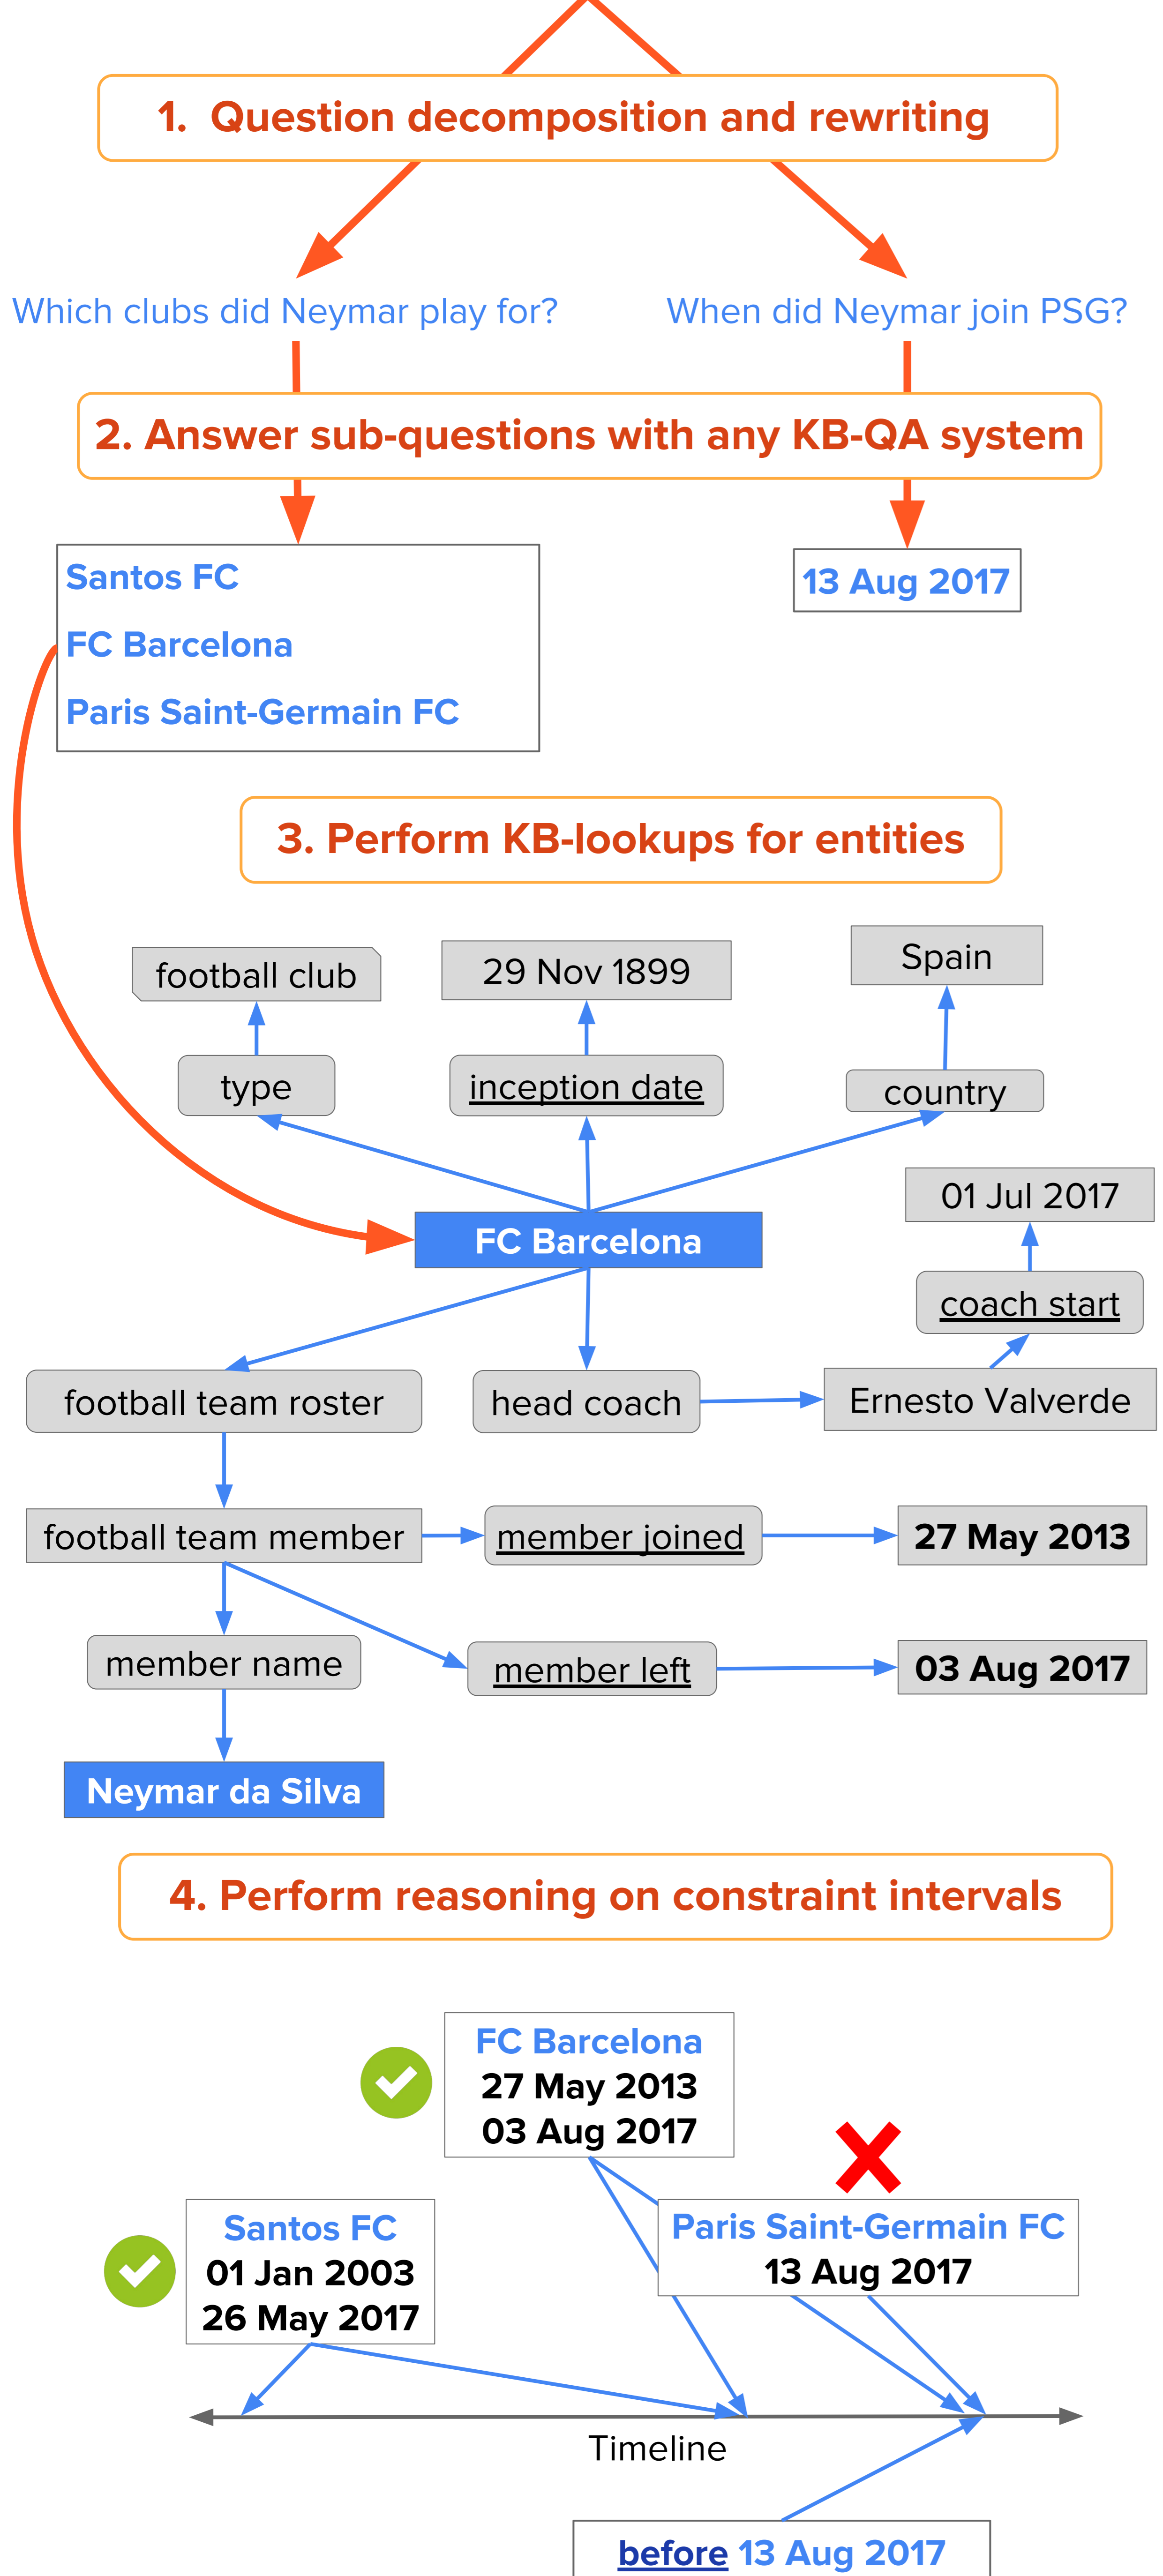 1. Question decomposition and rewriting
Which clubs did Neymar play for?
When did Neymar join PSG?
2. Answer sub-questions with any KB-QA system
Santos FC
FC Barcelona
Paris Saint-Germain FC
13 Aug 2017
3. Perform KB-lookups for entities
football club
29 Nov 1899
Spain
type
inception date
country
01 Jul 2017
FC Barcelona
coach start
football team roster
head coach
Ernesto Valverde
football team member
member joined
27 May 2013
member name
member left
03 Aug 2017
Neymar da Silva
4. Perform reasoning on constraint intervals
FC Barcelona
27 May 2013
03 Aug 2017
Santos FC
01 Jan 2003
26 May 2017
Paris Saint-Germain FC
13 Aug 2017
Timeline
before 13 Aug 2017